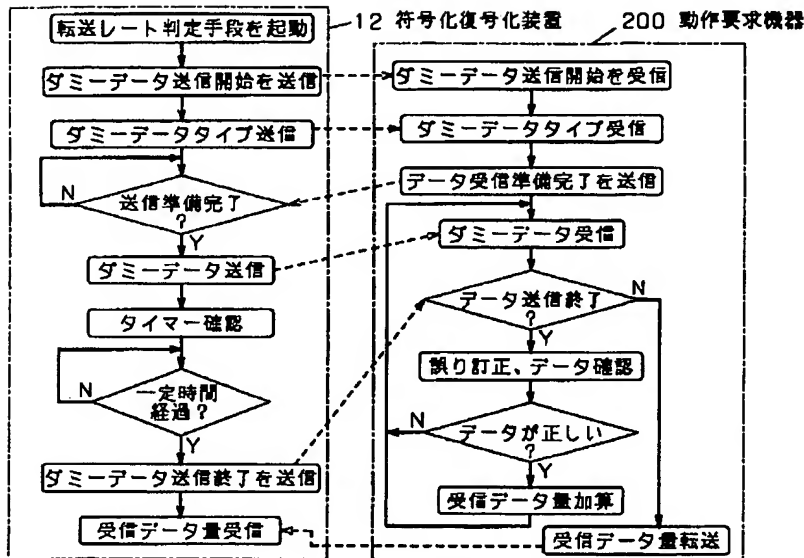 12 符号化復号化装置
200 動作要求機器
転送レート判定手段を起動
ダミーデータ送信開始を送信
ダミーデータタイプ送信
N
送信準備完了
?
Y
ダミーデータ送信
タイマー確認
N
一定時間
経過?
Y
ダミーデータ送信終了を送信
受信データ量受信
ダミーデータ送信開始を受信
ダミーデータタイプ受信
データ受信準備完了を送信
ダミーデータ受信
データ送信終了
?
N
Y
誤り訂正、データ確認
N
データが正しい
?
Y
受信データ量加算
受信データ量転送